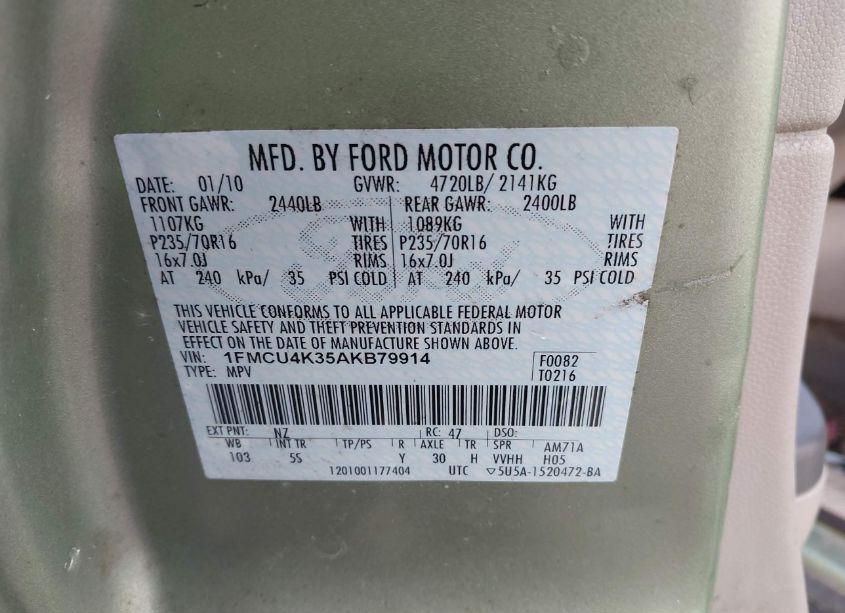 MFD. BY FORD MOTOR CO.
DATE: 01/10 GVWR: 4720LB/ 2141KG
FRONT GAWR: 2440LB REAR GAWR: 2400LB
1107KG WITH 1089KG WITH
P235/70R16 TIRES P235/70R16 TIRES
16x7.0J RIMS 16x7.0J RIMS
AT 240 kPa/ 35 PSI COLD AT 240 kPa/ 35 PSI COLD
THIS VEHICLE CONFORMS TO ALL APPLICABLE FEDERAL MOTOR
VEHICLE SAFETY AND THEFT PREVENTION STANDARDS IN
EFFECT ON THE DATE OF MANUFACTURE SHOWN ABOVE.
VIN: 1FMCU4K35AKB79914 F0082
TYPE: MPV T0216
EXT PNT: NZ RC: 47 DSO:
WB INT TR TP/PS R AXLE TR SPR AM71A
103 5S Y 30 H VVHH H05
1201001177404 UTC ▽5U5A-1520472-BA